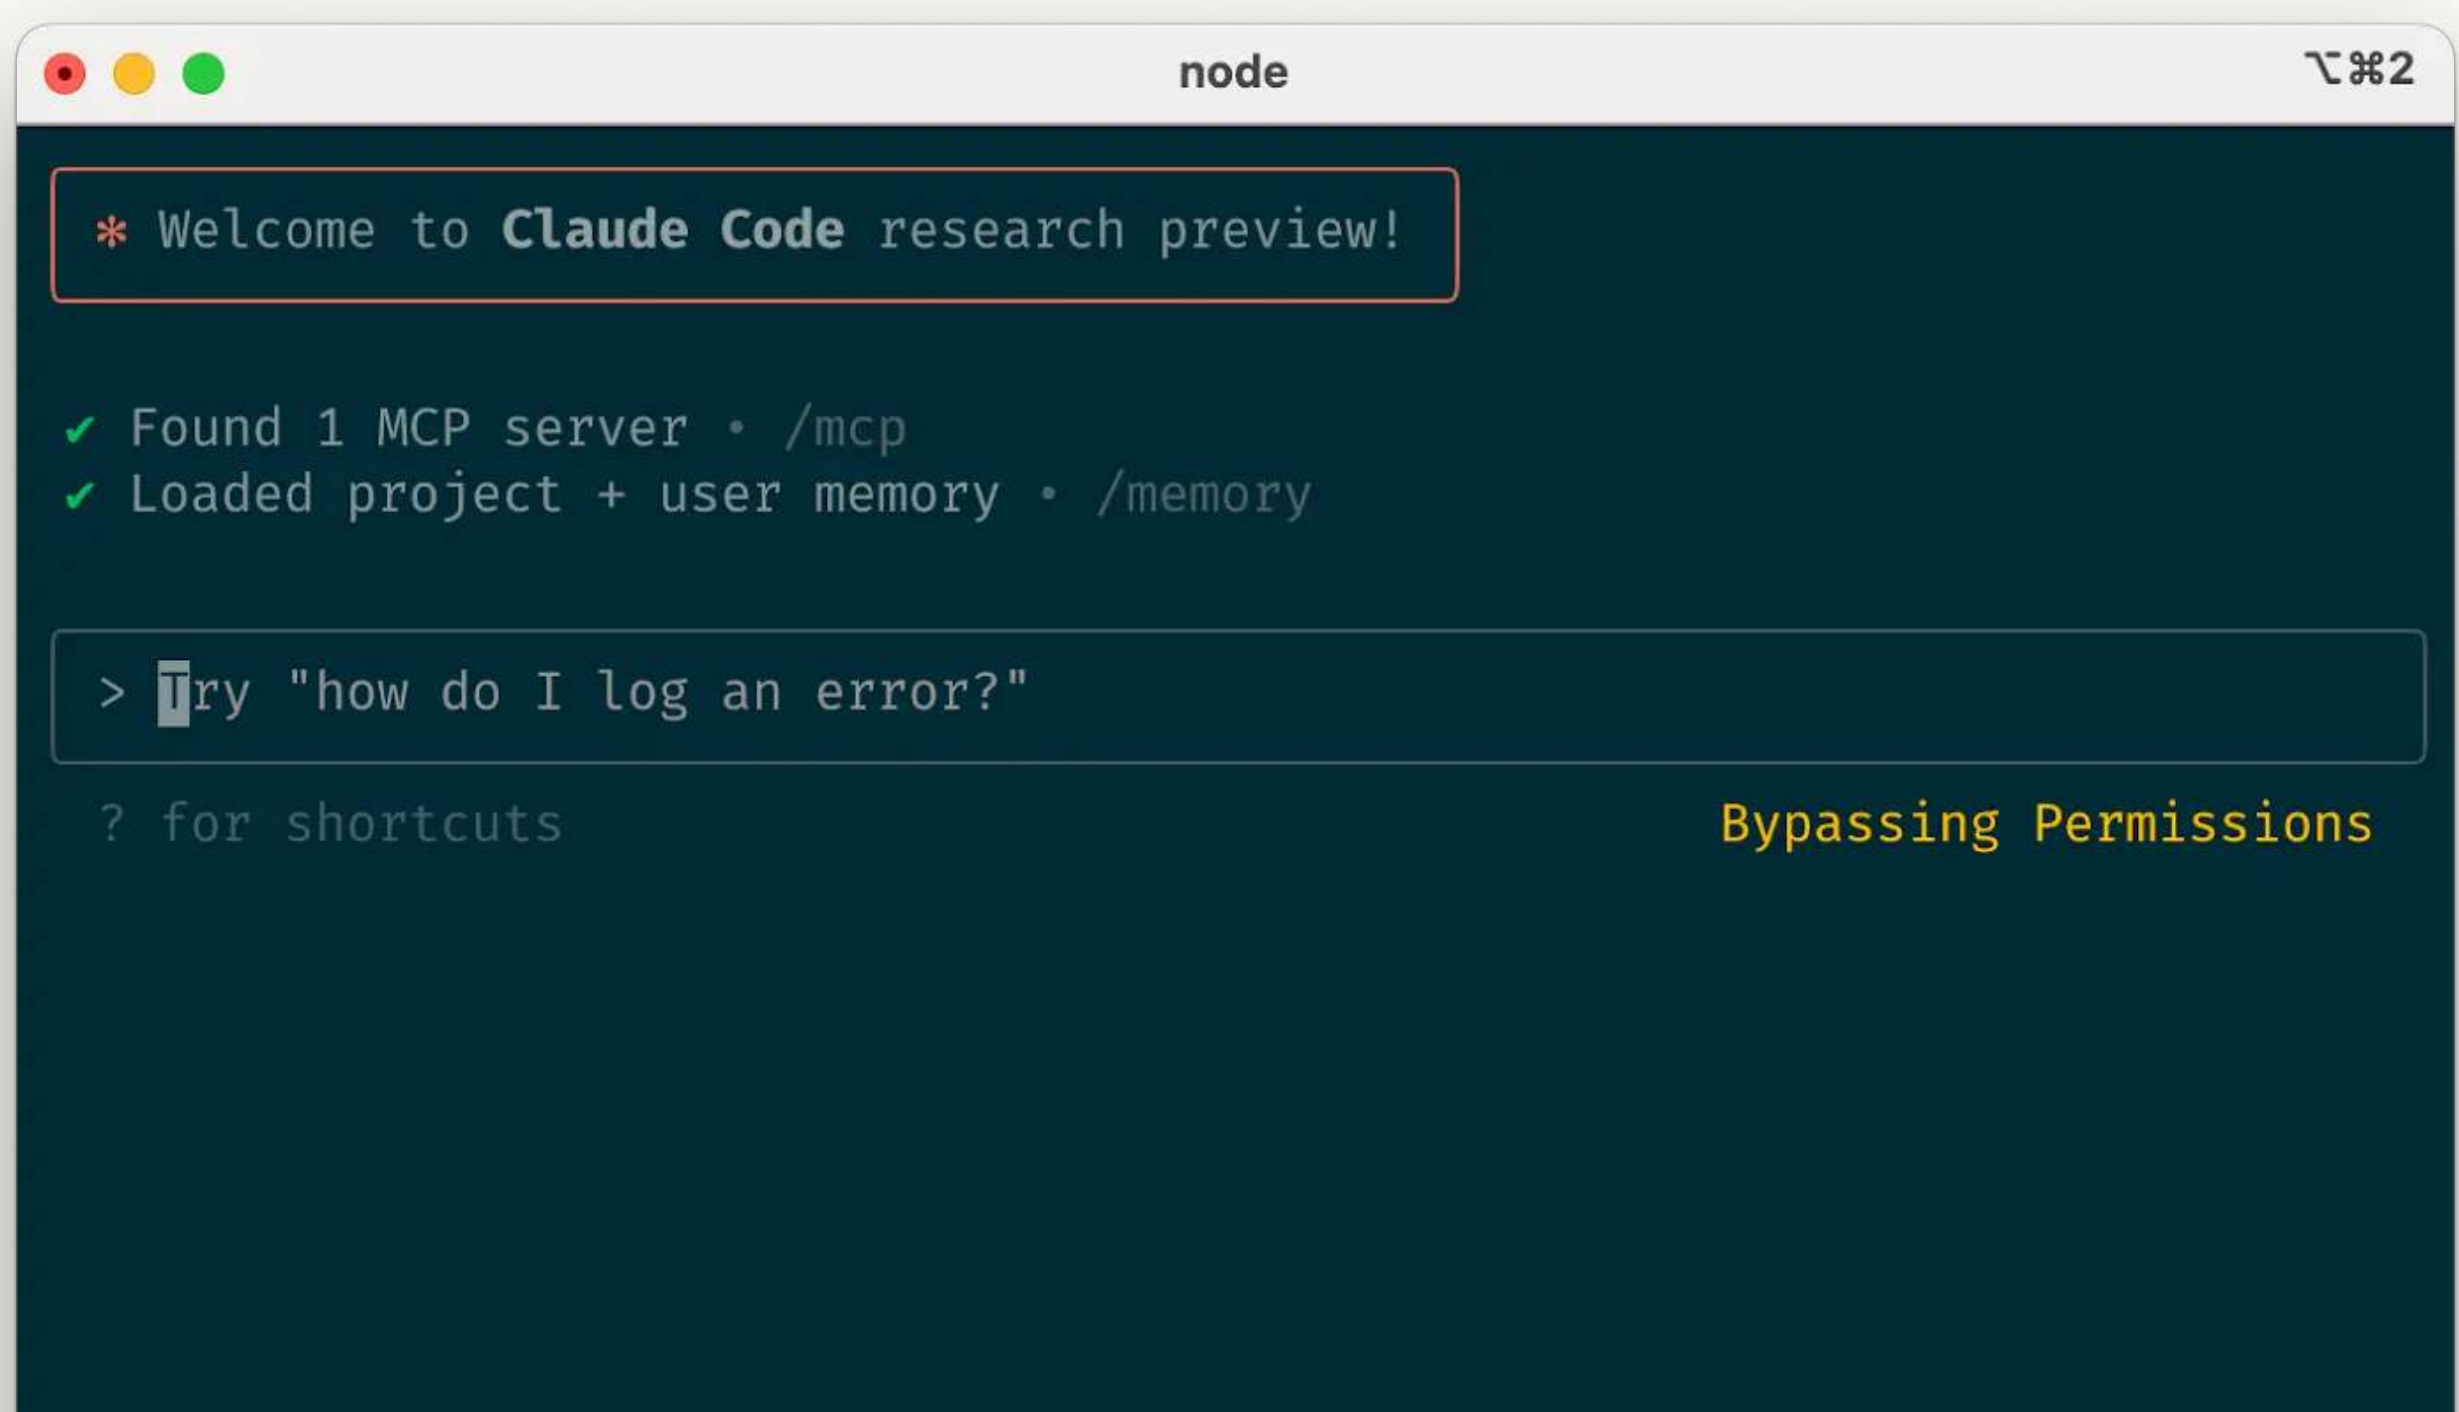 node
⌥⌘2
* Welcome to Claude Code research preview!
✔ Found 1 MCP server • /mcp
✔ Loaded project + user memory • /memory
> Try "how do I log an error?"
? for shortcuts
Bypassing Permissions